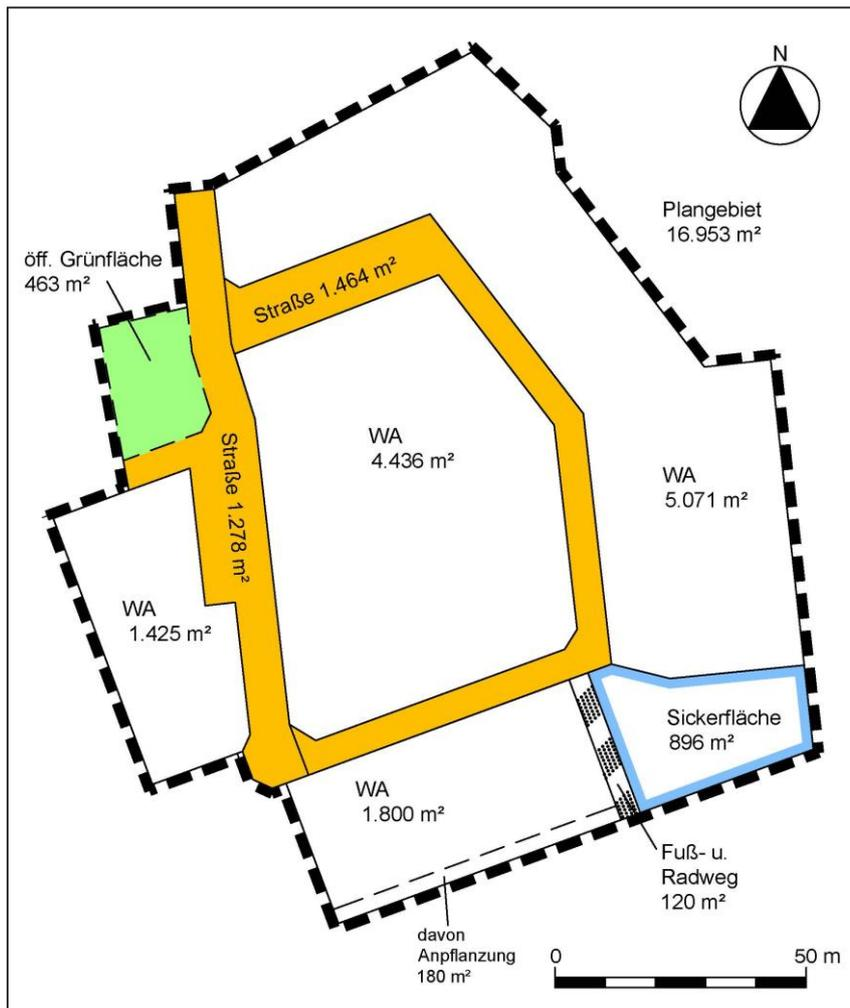 N
Plangebiet
16.953 m²
öff. Grünfläche
463 m²
Straße 1.464 m²
WA
4.436 m²
Straße 1.278 m²
WA
5.071 m²
WA
1.425 m²
Sickerfläche
896 m²
WA
1.800 m²
Fuß- u.
Radweg
120 m²
davon
Anpflanzung
180 m²
0 50 m